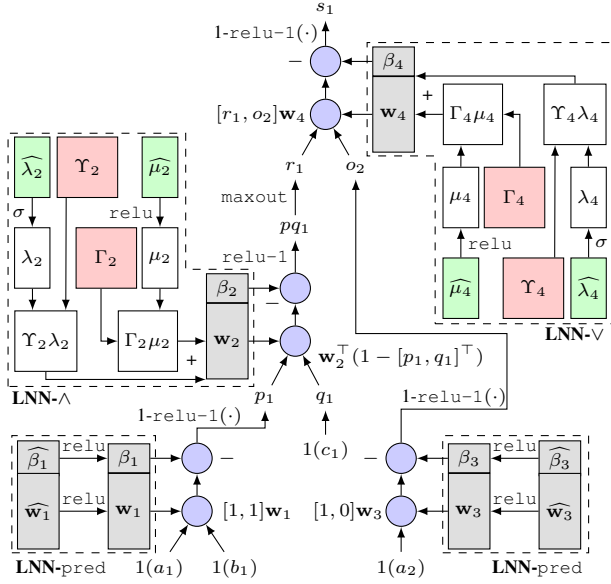 s₁
1-relu-1(·)
−
β₄
[r₁, o₂]w₄
w₄
+
Γ₄μ₄
ϒ₄λ₄
r₁
o₂
maxout
pq₁
relu-1
μ₄
Γ₄
λ₄
relu
σ
μ̂₄
ϒ₄
λ̂₄
LNN-∨
λ̂₂
ϒ₂
μ̂₂
σ
relu
λ₂
Γ₂
μ₂
β₂
−
ϒ₂λ₂
Γ₂μ₂
+
w₂
w₂⊤(1 − [p₁, q₁]⊤)
LNN-∧
p₁
q₁
1-relu-1(·)
1(c₁)
1-relu-1(·)
β̂₁
relu
β₁
−
−
β₃
relu
β̂₃
ŵ₁
relu
w₁
[1, 1]w₁
[1, 0]w₃
w₃
relu
ŵ₃
LNN-pred
1(a₁)
1(b₁)
1(a₂)
LNN-pred